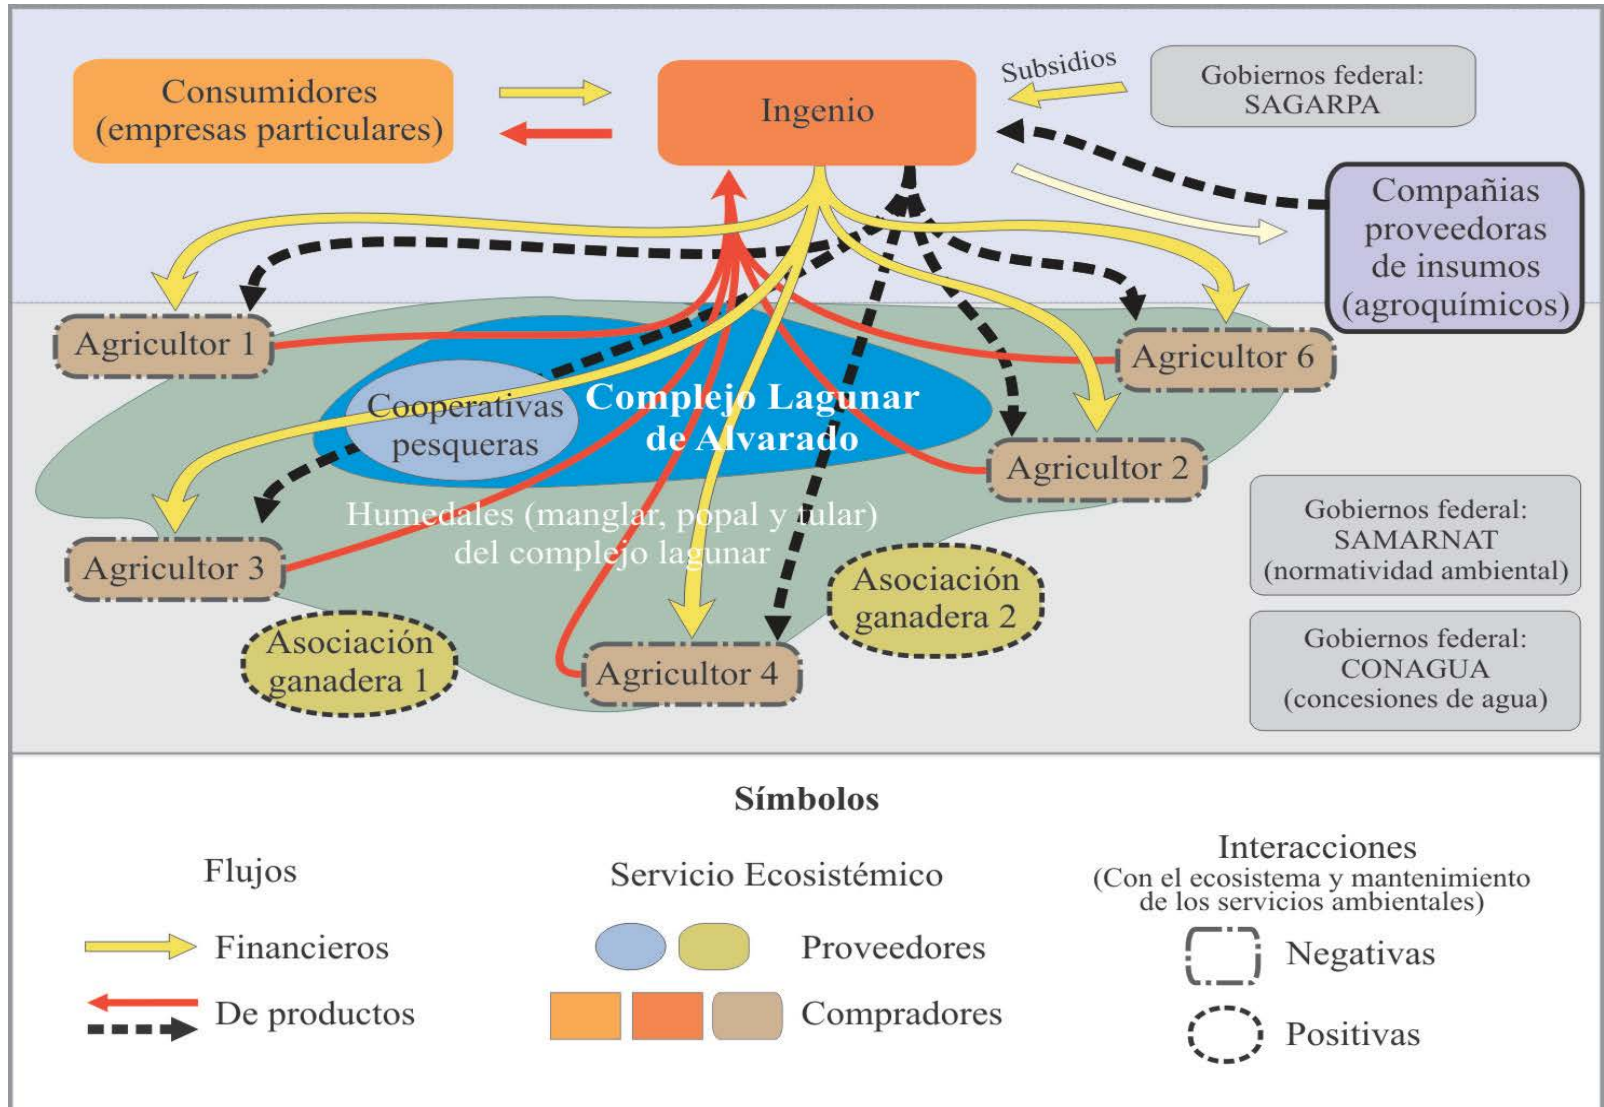 Consumidores
(empresas particulares)
Ingenio
Subsidios
Gobiernos federal:
SAGARPA
Compañias
proveedoras
de insumos
(agroquímicos)
Agricultor 1
Agricultor 6
Cooperativas
pesqueras
Complejo Lagunar
de Alvarado
Agricultor 2
Humedales (manglar, popal y tular)
del complejo lagunar
Agricultor 3
Gobiernos federal:
SAMARNAT
(normatividad ambiental)
Asociación
ganadera 2
Asociación
ganadera 1
Agricultor 4
Gobiernos federal:
CONAGUA
(concesiones de agua)
Símbolos
Flujos
Financieros
De productos
Servicio Ecosistémico
Proveedores
Compradores
Interacciones
(Con el ecosistema y mantenimiento
de los servicios ambientales)
Negativas
Positivas